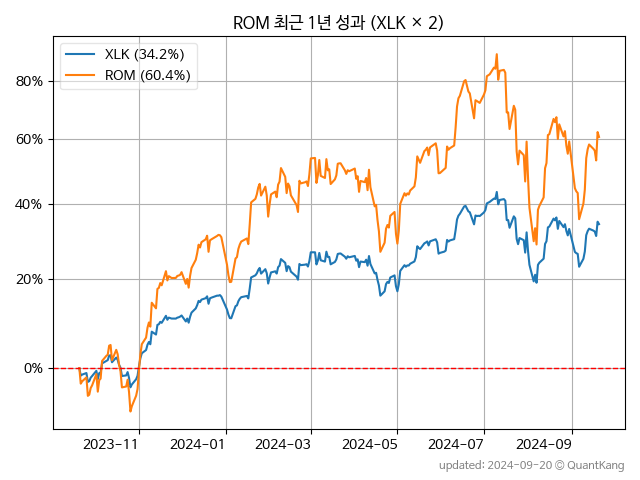 ROM 최근 1년 성과 (XLK × 2)
XLK (34.2%)
ROM (60.4%)
80%
60%
40%
20%
0%
2023-11
2024-01
2024-03
2024-05
2024-07
2024-09
updated: 2024-09-20 © QuantKang